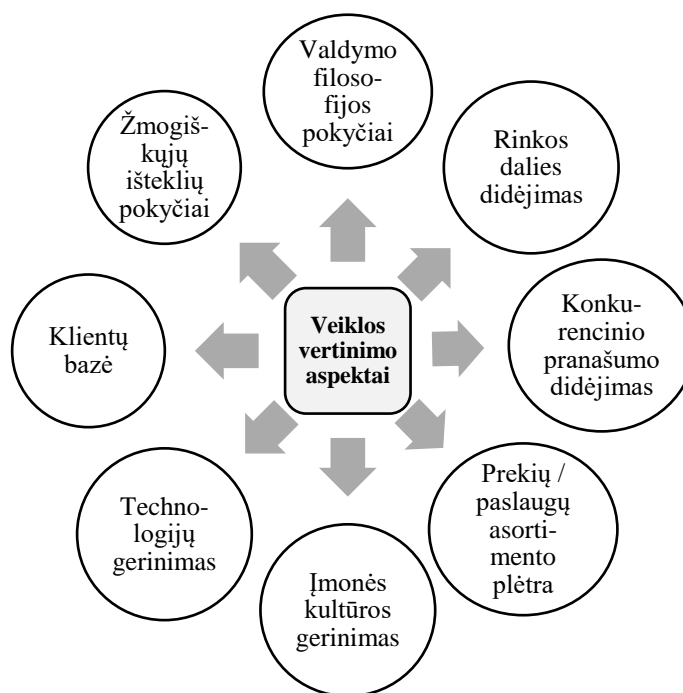 Valdymo
filoso-
fijos
pokyčiai
Rinkos
dalies
didėjimas
Konku-
rencinio
pranašumo
didėjimas
Prekių /
paslaugų
asorti-
mento
plėtra
Įmonės
kultūros
gerinimas
Techno-
logijų
gerinimas
Klientų
bazė
Žmogiš-
kųjų
išteklių
pokyčiai
Veiklos
vertinimo
aspektai